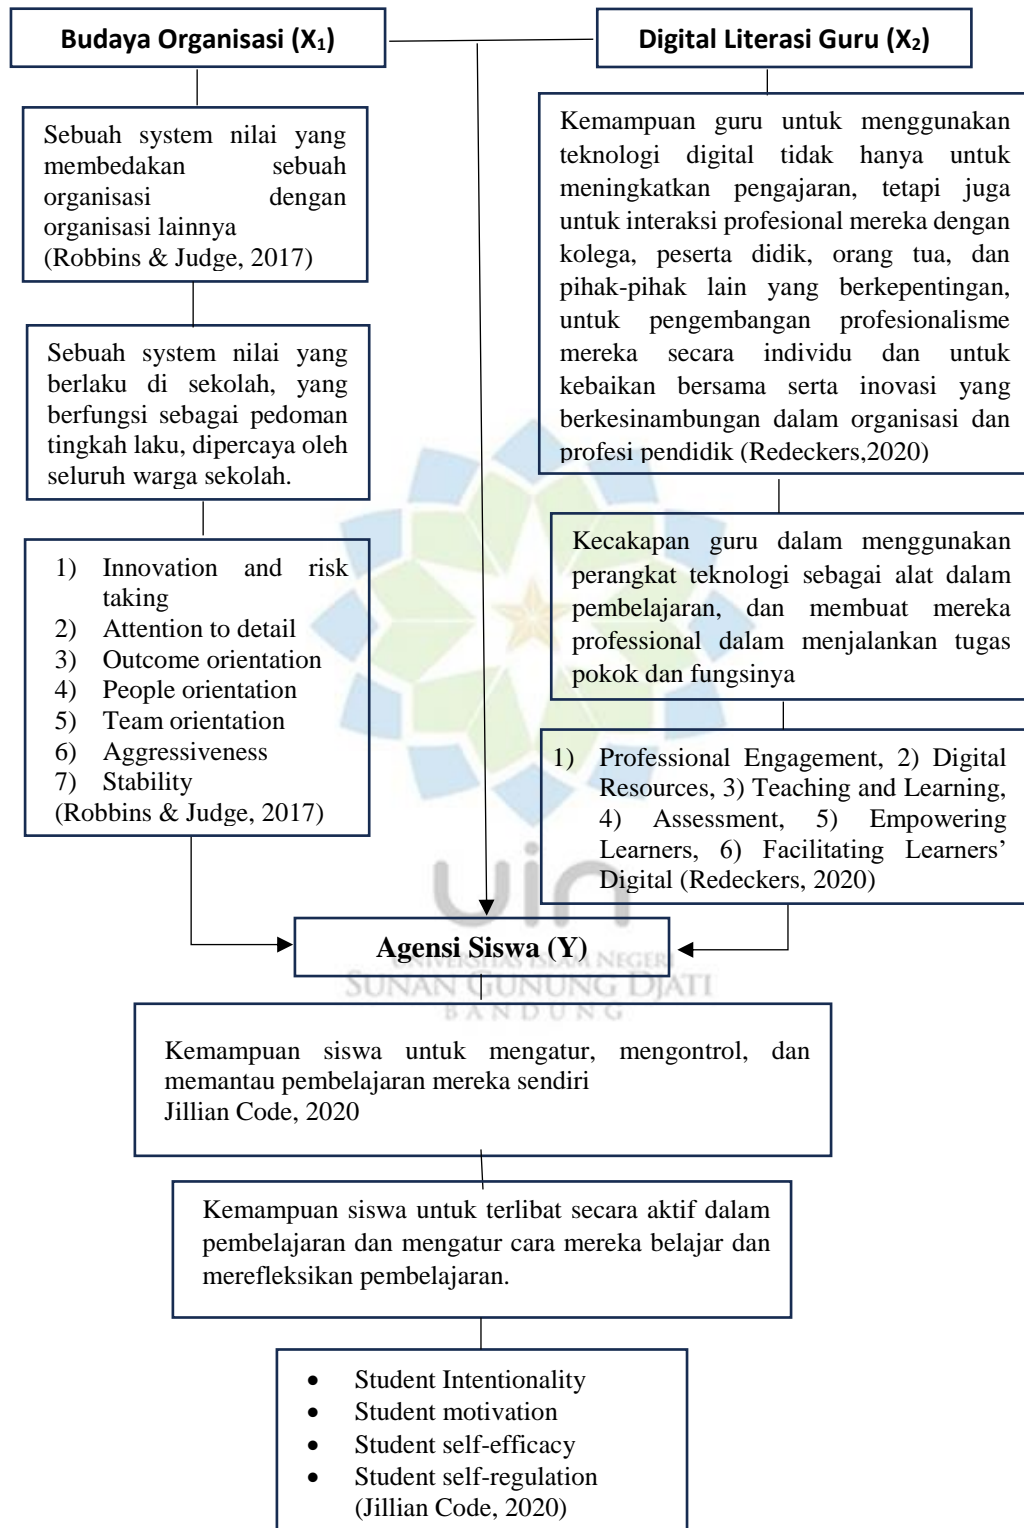 Budaya Organisasi (X₁)
Digital Literasi Guru (X₂)
Sebuah system nilai yang
membedakan sebuah
organisasi dengan
organisasi lainnya
(Robbins & Judge, 2017)
Sebuah system nilai yang
berlaku di sekolah, yang
berfungsi sebagai pedoman
tingkah laku, dipercaya oleh
seluruh warga sekolah.
1) Innovation and risk
taking
2) Attention to detail
3) Outcome orientation
4) People orientation
5) Team orientation
6) Aggressiveness
7) Stability
(Robbins & Judge, 2017)
Kemampuan guru untuk menggunakan
teknologi digital tidak hanya untuk
meningkatkan pengajaran, tetapi juga
untuk interaksi profesional mereka dengan
kolega, peserta didik, orang tua, dan
pihak-pihak lain yang berkepentingan,
untuk pengembangan profesionalisme
mereka secara individu dan untuk
kebaikan bersama serta inovasi yang
berkesinambungan dalam organisasi dan
profesi pendidik (Redeckers,2020)
Kecakapan guru dalam menggunakan
perangkat teknologi sebagai alat dalam
pembelajaran, dan membuat mereka
professional dalam menjalankan tugas
pokok dan fungsinya
1) Professional Engagement, 2) Digital
Resources, 3) Teaching and Learning,
4) Assessment, 5) Empowering
Learners, 6) Facilitating Learners’
Digital (Redeckers, 2020)
uin
Agensi Siswa (Y)
UNIVERSITAS ISLAM NEGERI
SUNAN GUNUNG DJATI
BANDUNG
Kemampuan siswa untuk mengatur, mengontrol, dan
memantau pembelajaran mereka sendiri
Jillian Code, 2020
Kemampuan siswa untuk terlibat secara aktif dalam
pembelajaran dan mengatur cara mereka belajar dan
merefleksikan pembelajaran.
• Student Intentionality
• Student motivation
• Student self-efficacy
• Student self-regulation
(Jillian Code, 2020)